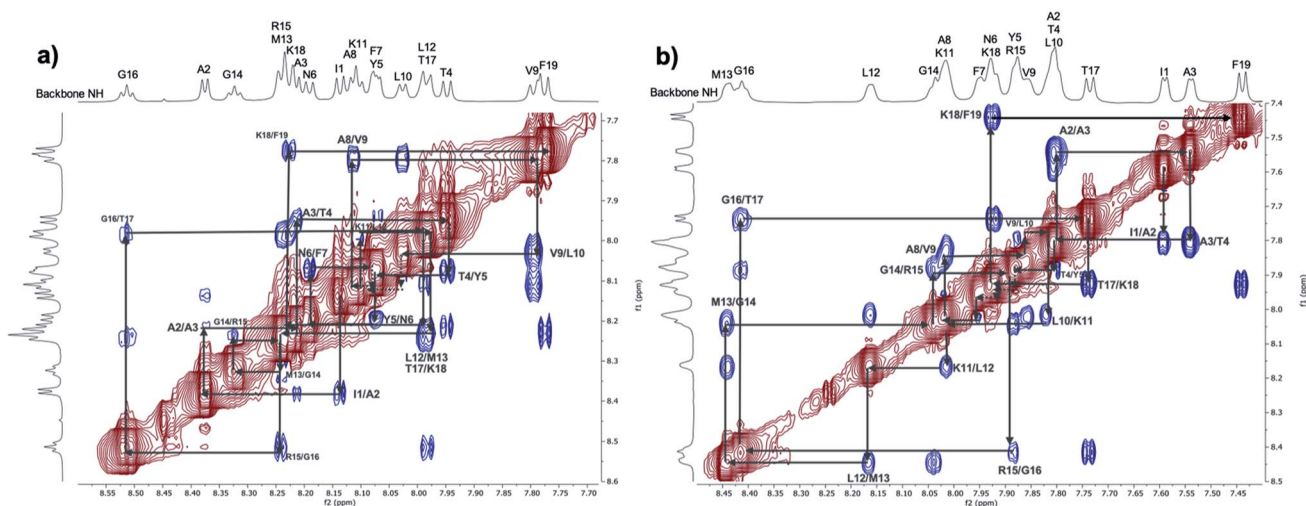 a)
R15
M13
K18
A3
N6
K11
A8
F7
Y5
L12
T17
G16
A2
G14
I1
L10
T4
V9
F19
Backbone NH
K18/F19
A8/V9
G16/T17
A3/T4
K11/L12
N6/F7
V9/L10
T4/Y5
Y5/N6
A2/A3
G14/R15
L12/M13
T17/K18
M13/G14
I1/A2
R15/G16
7.7
7.8
7.9
8.0
8.1
8.2
8.3
8.4
8.5
8.6
f1 (ppm)
8.55 8.50 8.45 8.40 8.35 8.30 8.25 8.20 8.15 8.10 8.05 8.00 7.95 7.90 7.85 7.80 7.75 7.70
f2 (ppm)
b)
A2
T4
L10
A8
K11
N6
K18
Y5
R15
M13
G16
L12
G14
F7
V9
T17
I1
A3
F19
Backbone NH
K18/F19
A2/A3
G16/T17
V9/L10
A8/V9
I1/A2
A3/T4
G14/R15
T4/Y5
T17/K18
M13/G14
L10/K11
K11/L12
R15/G16
L12/M13
7.4
7.5
7.6
7.7
7.8
7.9
8.0
8.1
8.2
8.3
8.4
8.5
f1 (ppm)
8.45 8.40 8.35 8.30 8.25 8.20 8.15 8.10 8.05 8.00 7.95 7.90 7.85 7.80 7.75 7.70 7.65 7.60 7.55 7.50 7.45
f2 (ppm)